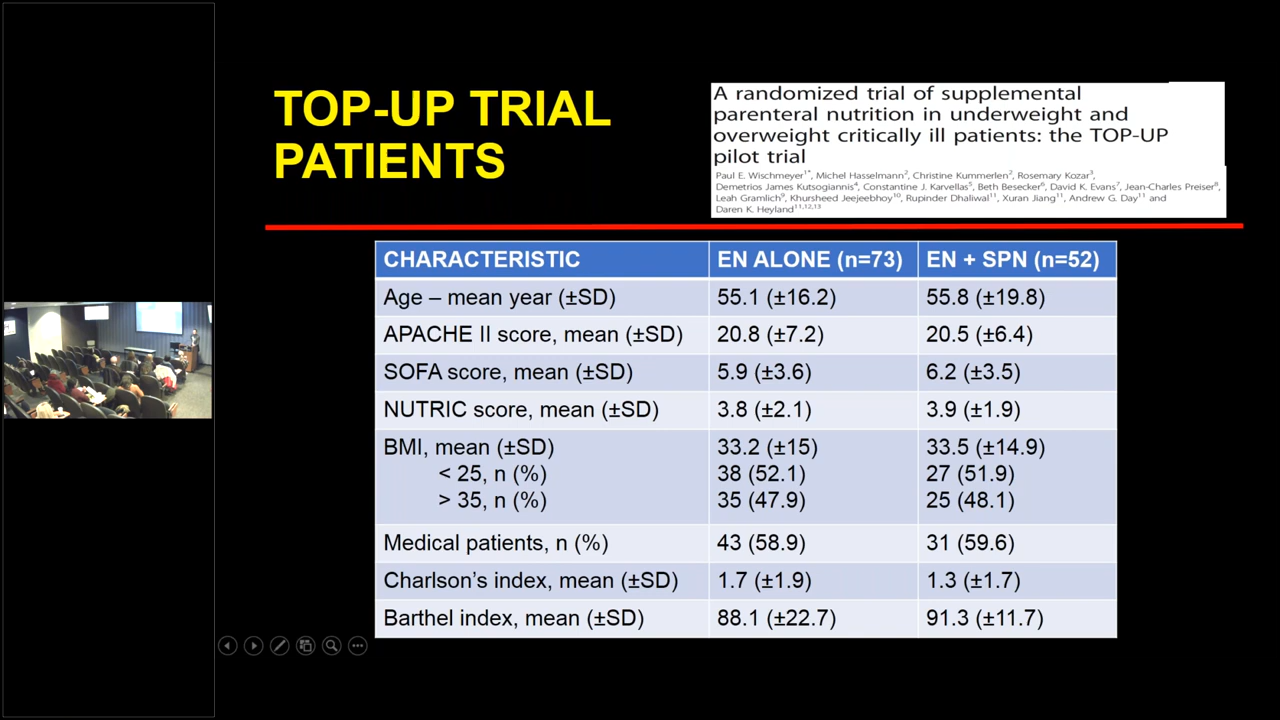 TOP-UP TRIAL
PATIENTS
A randomized trial of supplemental
parenteral nutrition in underweight and
overweight critically ill patients: the TOP-UP
pilot trial
Paul E. Wischmeyer1*, Michel Hasselmann2, Christine Kummerlen2, Rosemary Kozar3,
Demetrios James Kutsogiannis4, Constantine J. Karvellas5, Beth Besecker6, David K. Evans7, Jean-Charles Preiser8,
Leah Gramlich9, Khursheed Jeejeebhoy10, Rupinder Dhaliwal11, Xuran Jiang11, Andrew G. Day11 and
Daren K. Heyland11,12,13
CHARACTERISTIC EN ALONE (n=73) EN + SPN (n=52)
Age – mean year (±SD) 55.1 (±16.2) 55.8 (±19.8)
APACHE II score, mean (±SD) 20.8 (±7.2) 20.5 (±6.4)
SOFA score, mean (±SD) 5.9 (±3.6) 6.2 (±3.5)
NUTRIC score, mean (±SD) 3.8 (±2.1) 3.9 (±1.9)
BMI, mean (±SD) 33.2 (±15) 33.5 (±14.9)
< 25, n (%) 38 (52.1) 27 (51.9)
> 35, n (%) 35 (47.9) 25 (48.1)
Medical patients, n (%) 43 (58.9) 31 (59.6)
Charlson's index, mean (±SD) 1.7 (±1.9) 1.3 (±1.7)
Barthel index, mean (±SD) 88.1 (±22.7) 91.3 (±11.7)